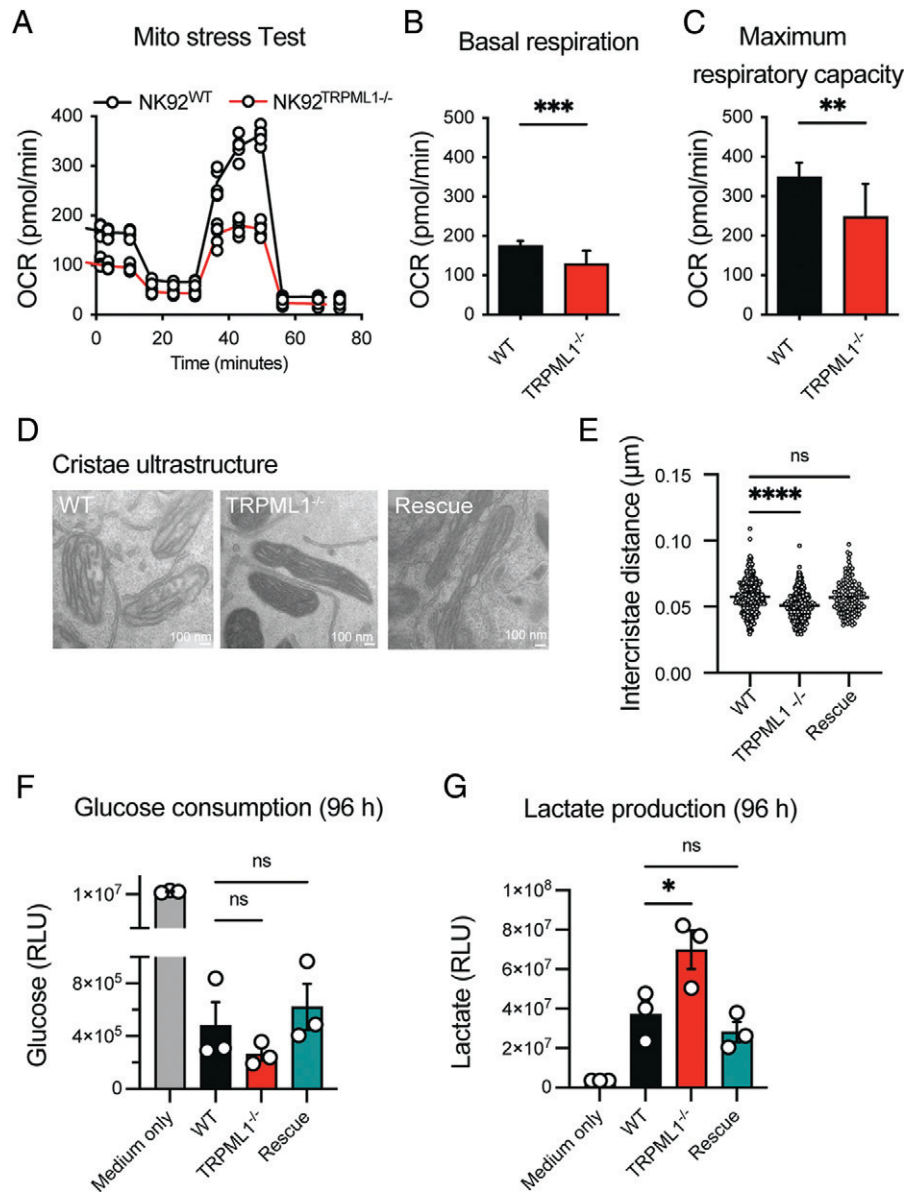 A
Mito stress Test
NK92WT NK92TRPML1-/-
OCR (pmol/min)
400
300
200
100
0
0 20 40 60 80
Time (minutes)
B
Basal respiration
***
OCR (pmol/min)
500
400
300
200
100
0
WT
TRPML1-/-
C
Maximum
respiratory capacity
**
OCR (pmol/min)
500
400
300
200
100
0
WT
TRPML1-/-
D
Cristae ultrastructure
WT
100 nm
TRPML1-/-
100 nm
Rescue
100 nm
E
Intercristae distance (µm)
0.15
0.10
0.05
0.00
ns
****
WT
TRPML1 -/-
Rescue
F
Glucose consumption (96 h)
Glucose (RLU)
1×10⁷
8×10⁵
4×10⁵
0
ns
ns
Medium only
WT
TRPML1-/-
Rescue
G
Lactate production (96 h)
Lactate (RLU)
1×10⁸
8×10⁷
6×10⁷
4×10⁷
2×10⁷
0
ns
*
Medium only
WT
TRPML1-/-
Rescue